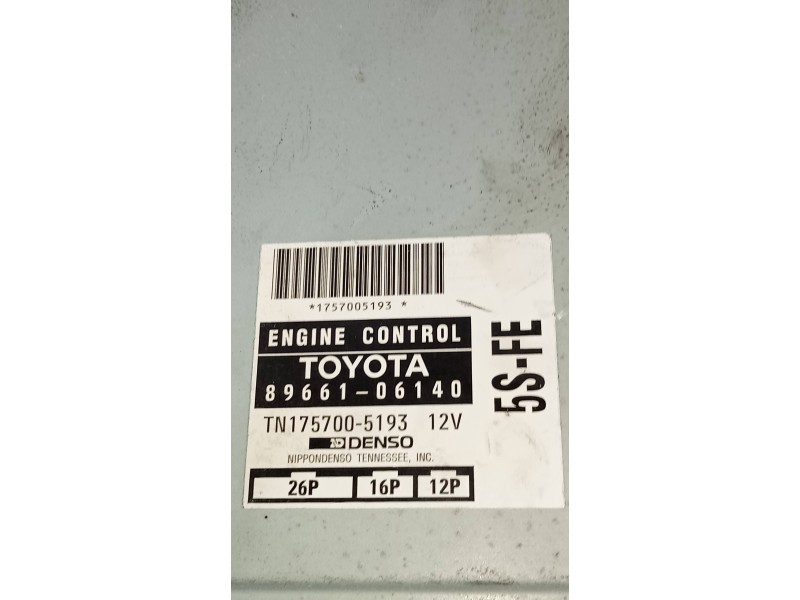 *1757005193 *
ENGINE CONTROL
TOYOTA
89661-06140
TN175700-5193 12V
DENSO
NIPPONDENSO TENNESSEE, INC.
26P 16P 12P
5S-FE